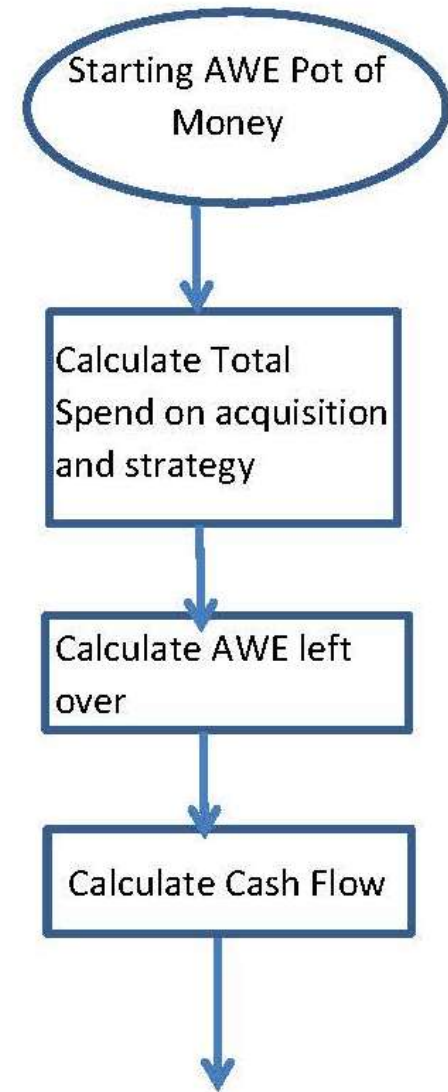 Starting AWE Pot of
Money
Calculate Total
Spend on acquisition
and strategy
Calculate AWE left
over
Calculate Cash Flow